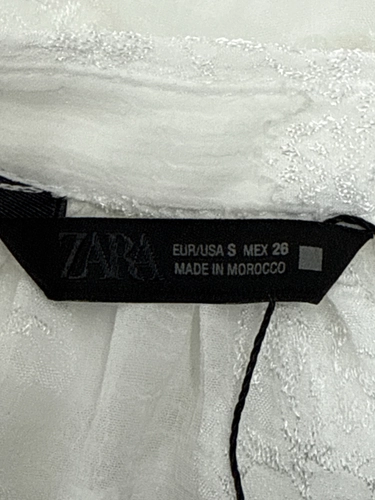 ZARA
EUR/USA S MEX 26
MADE IN MOROCCO